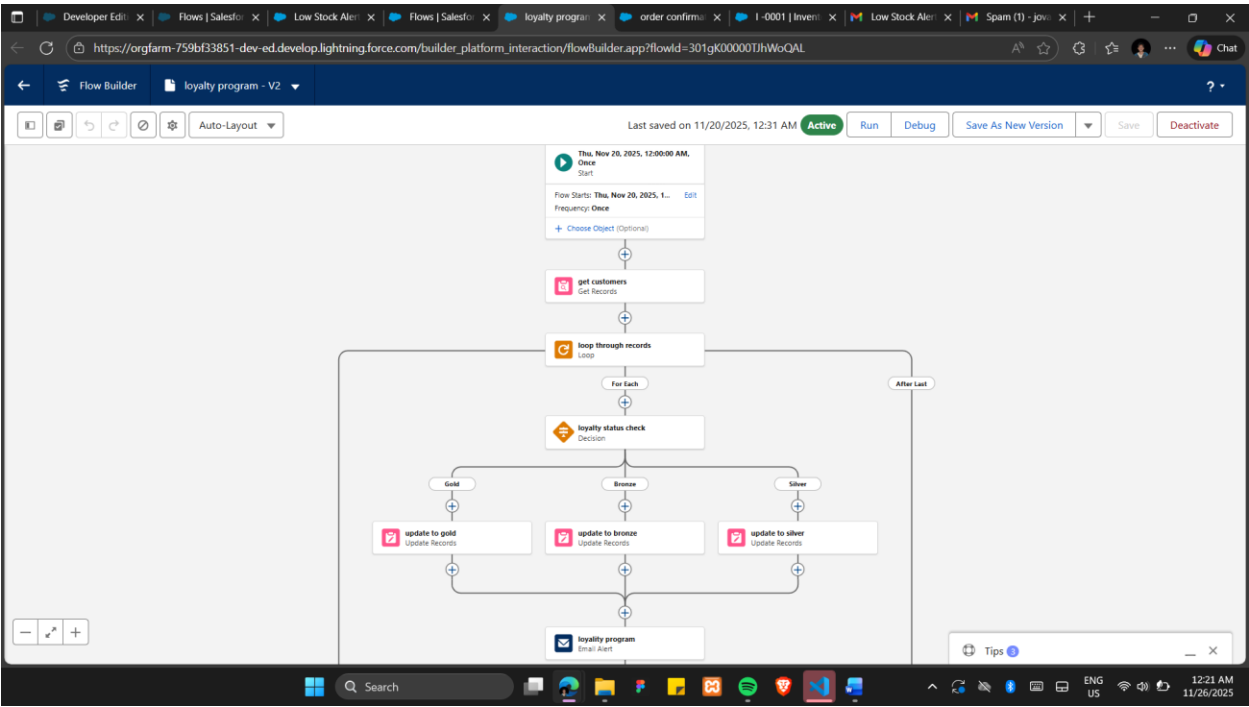 Developer Editi
Flows | Salesfor
Low Stock Alert
Flows | Salesfor
loyalty program
order confirmat
I -0001 | Invent
Low Stock Alert
Spam (1) - jova
https://orgfarm-759bf33851-dev-ed.develop.lightning.force.com/builder_platform_interaction/flowBuilder.app?flowId=301gK00000TJhWoQAL
Chat
Flow Builder
loyalty program - V2
?
Auto-Layout
Last saved on 11/20/2025, 12:31 AM
Active
Run
Debug
Save As New Version
Save
Deactivate
Thu, Nov 20, 2025, 12:00:00 AM,
Once
Start
Flow Starts: Thu, Nov 20, 2025, 1...
Edit
Frequency: Once
+ Choose Object (Optional)
get customers
Get Records
loop through records
Loop
For Each
After Last
loyalty status check
Decision
Gold
Bronze
Silver
update to gold
Update Records
update to bronze
Update Records
update to silver
Update Records
loyality program
Email Alert
Tips 3
Search
ENG
US
12:21 AM
11/26/2025